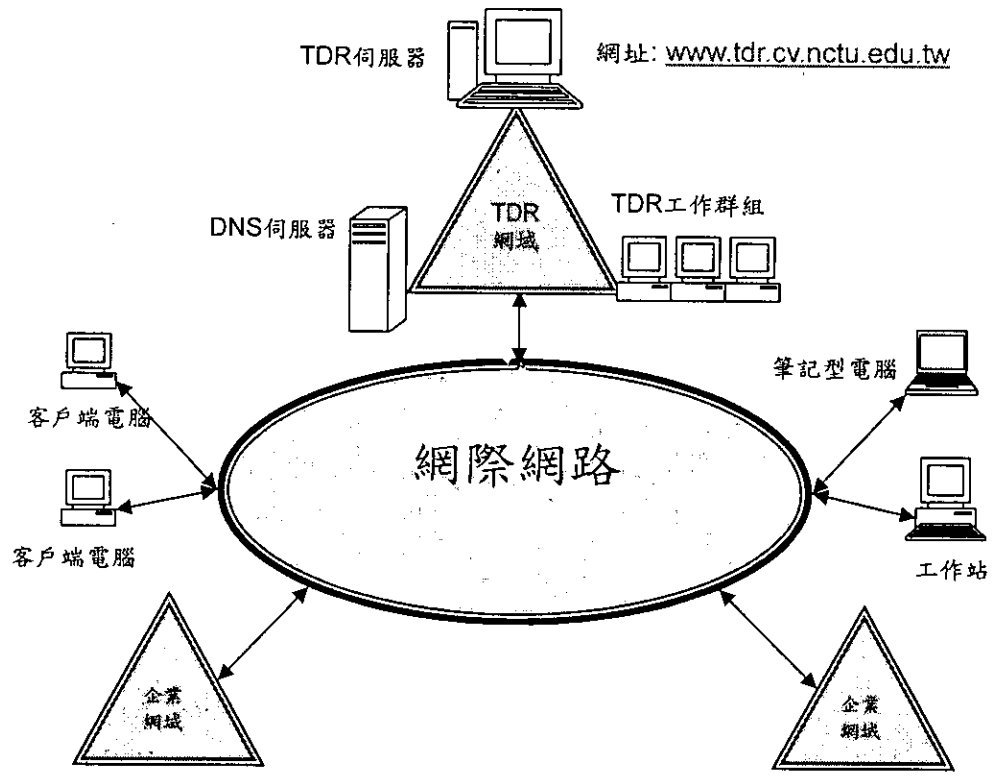 TDR伺服器
網址: www.tdr.cv.nctu.edu.tw
DNS伺服器
TDR
網域
TDR工作群組
客戶端電腦
筆記型電腦
網際網路
客戶端電腦
工作站
企業
網域
企業
網域